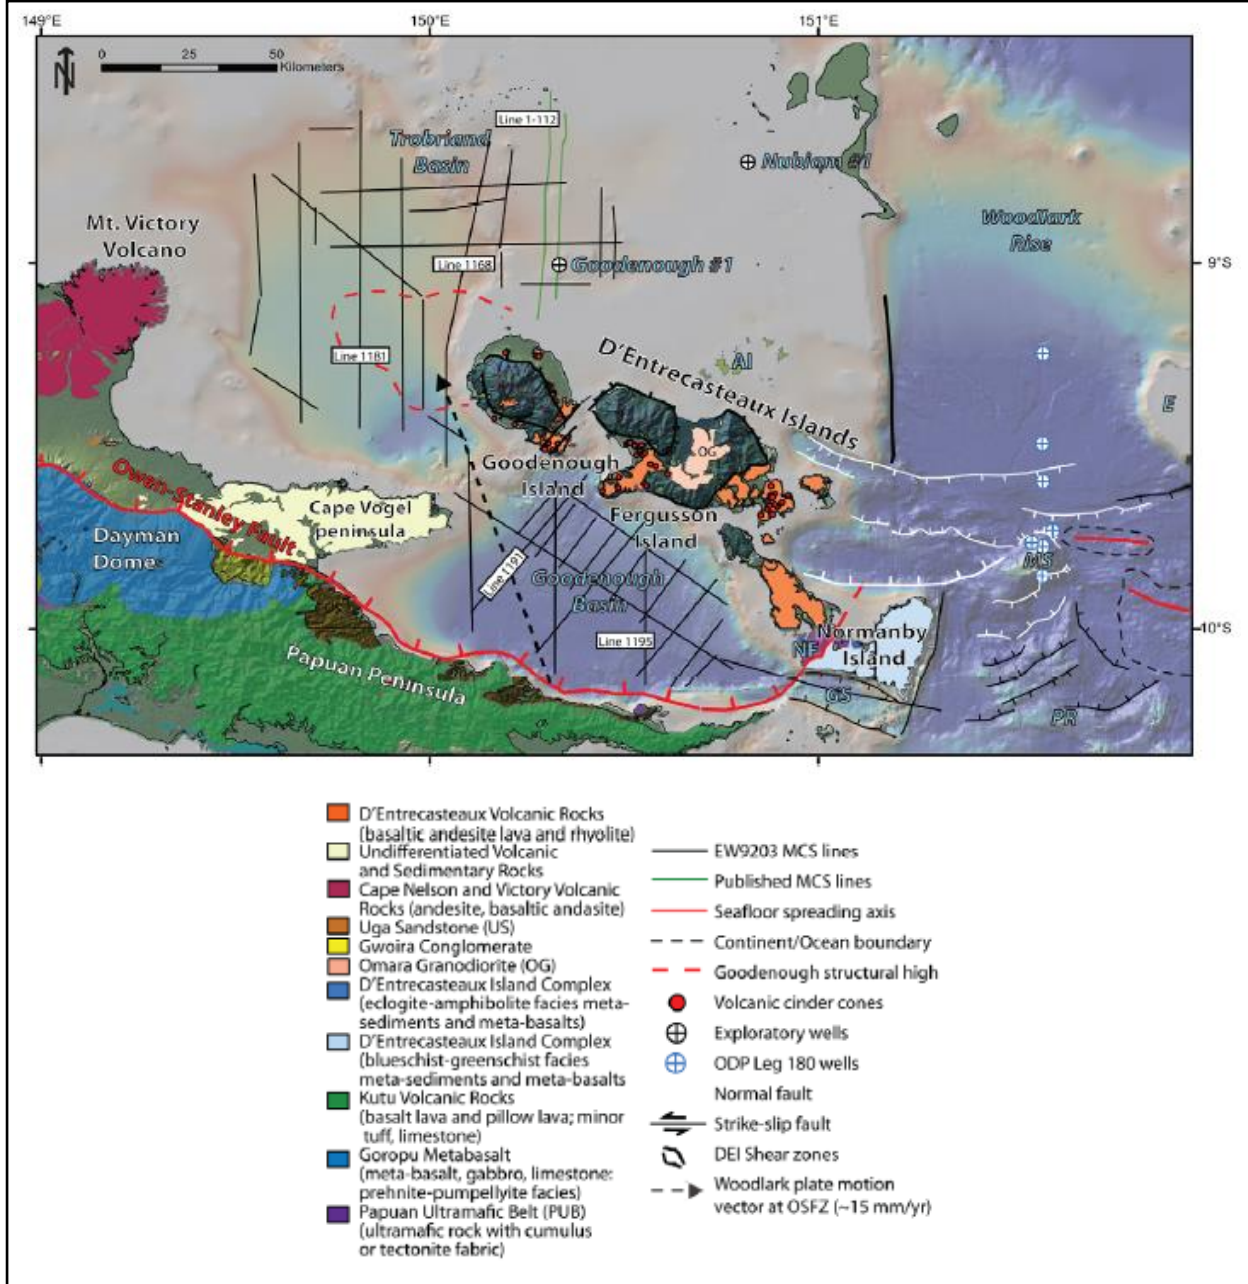 149°E
150°E
151°E
N
0 25 50
Kilometers
Line 1-112
Trobriand
Basin
Nubiam #1
Woodlark
Rise
Mt. Victory
Volcano
Line 1168
Goodenough #1
9°S
Line 1181
D'Entrecasteaux Islands
AI
E
OG
Goodenough
Island
Owen-Stanley Fault
Cape Vogel
peninsula
Fergusson
Island
Dayman
Dome
MS
Line 1191
Goodenough
Basin
Line 1195
NF
Normanby
Island
10°S
Papuan Peninsula
GS
PR
D'Entrecasteaux Volcanic Rocks
(basaltic andesite lava and rhyolite)
Undifferentiated Volcanic
and Sedimentary Rocks
Cape Nelson and Victory Volcanic
Rocks (andesite, basaltic andasite)
Uga Sandstone (US)
Gwoira Conglomerate
Omara Granodiorite (OG)
D'Entrecasteaux Island Complex
(eclogite-amphibolite facies meta-
sediments and meta-basalts)
D'Entrecasteaux Island Complex
(blueschist-greenschist facies
meta-sediments and meta-basalts
Kutu Volcanic Rocks
(basalt lava and pillow lava; minor
tuff, limestone)
Goropu Metabasalt
(meta-basalt, gabbro, limestone:
prehnite-pumpellyite facies)
Papuan Ultramafic Belt (PUB)
(ultramafic rock with cumulus
or tectonite fabric)
EW9203 MCS lines
Published MCS lines
Seafloor spreading axis
Continent/Ocean boundary
Goodenough structural high
Volcanic cinder cones
Exploratory wells
ODP Leg 180 wells
Normal fault
Strike-slip fault
DEI Shear zones
Woodlark plate motion
vector at OSFZ (~15 mm/yr)